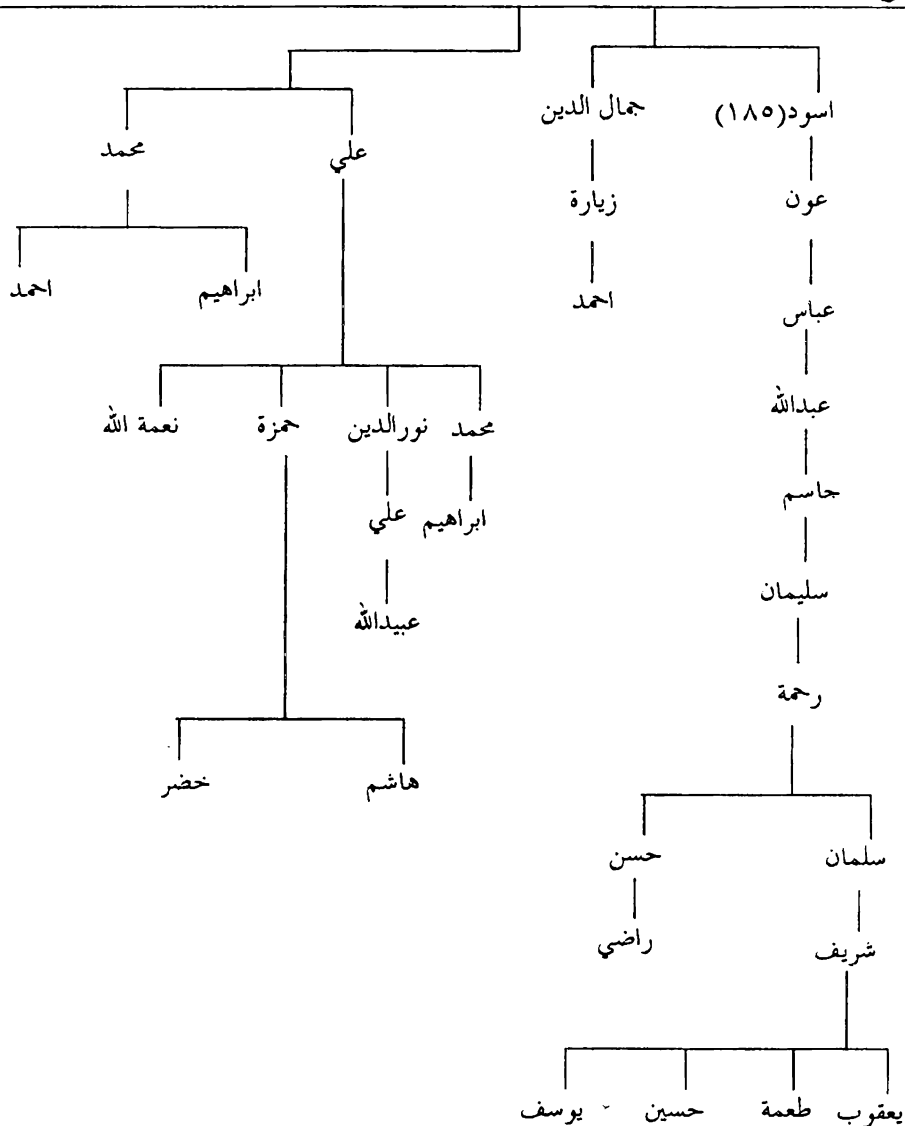 اسود(١٨٥) جمال الدين
علي محمد
عون زيارة
ابراهيم احمد
عباس احمد
عبدالله
محمد نورالدين حمزة نعمة الله
جاسم
ابراهيم علي
سليمان
عبيدالله
رحمة
هاشم خضر
سلمان حسن
شريف راضي
يعقوب طعمة حسين يوسف